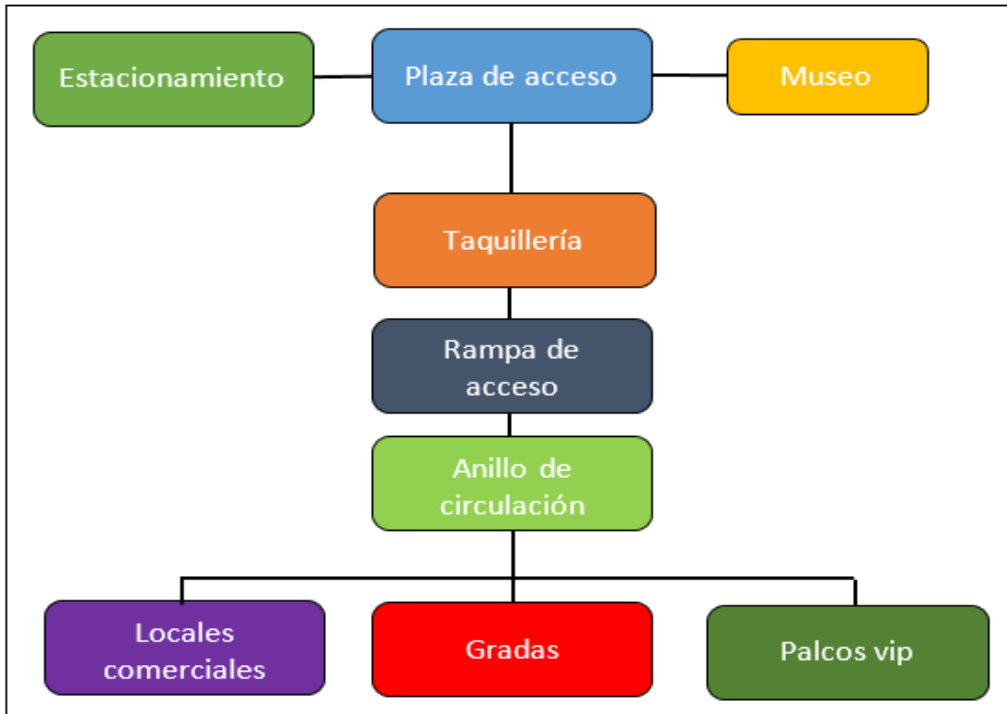 Estacionamiento
Plaza de acceso
Museo
Taquillería
Rampa de
acceso
Anillo de
circulación
Locales
comerciales
Gradas
Palcos vip